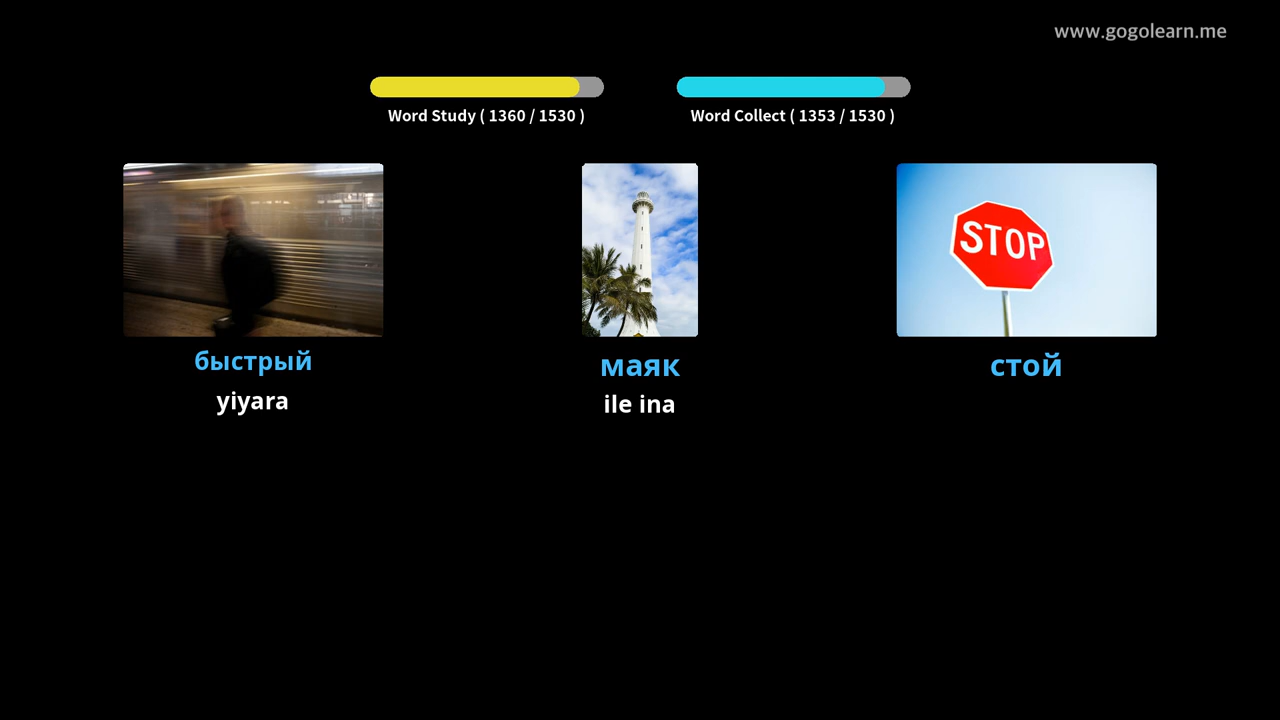 www.gogolearn.me
Word Study ( 1360 / 1530 )
Word Collect ( 1353 / 1530 )
STOP
быстрый
маяк
стой
yiyara
ile ina